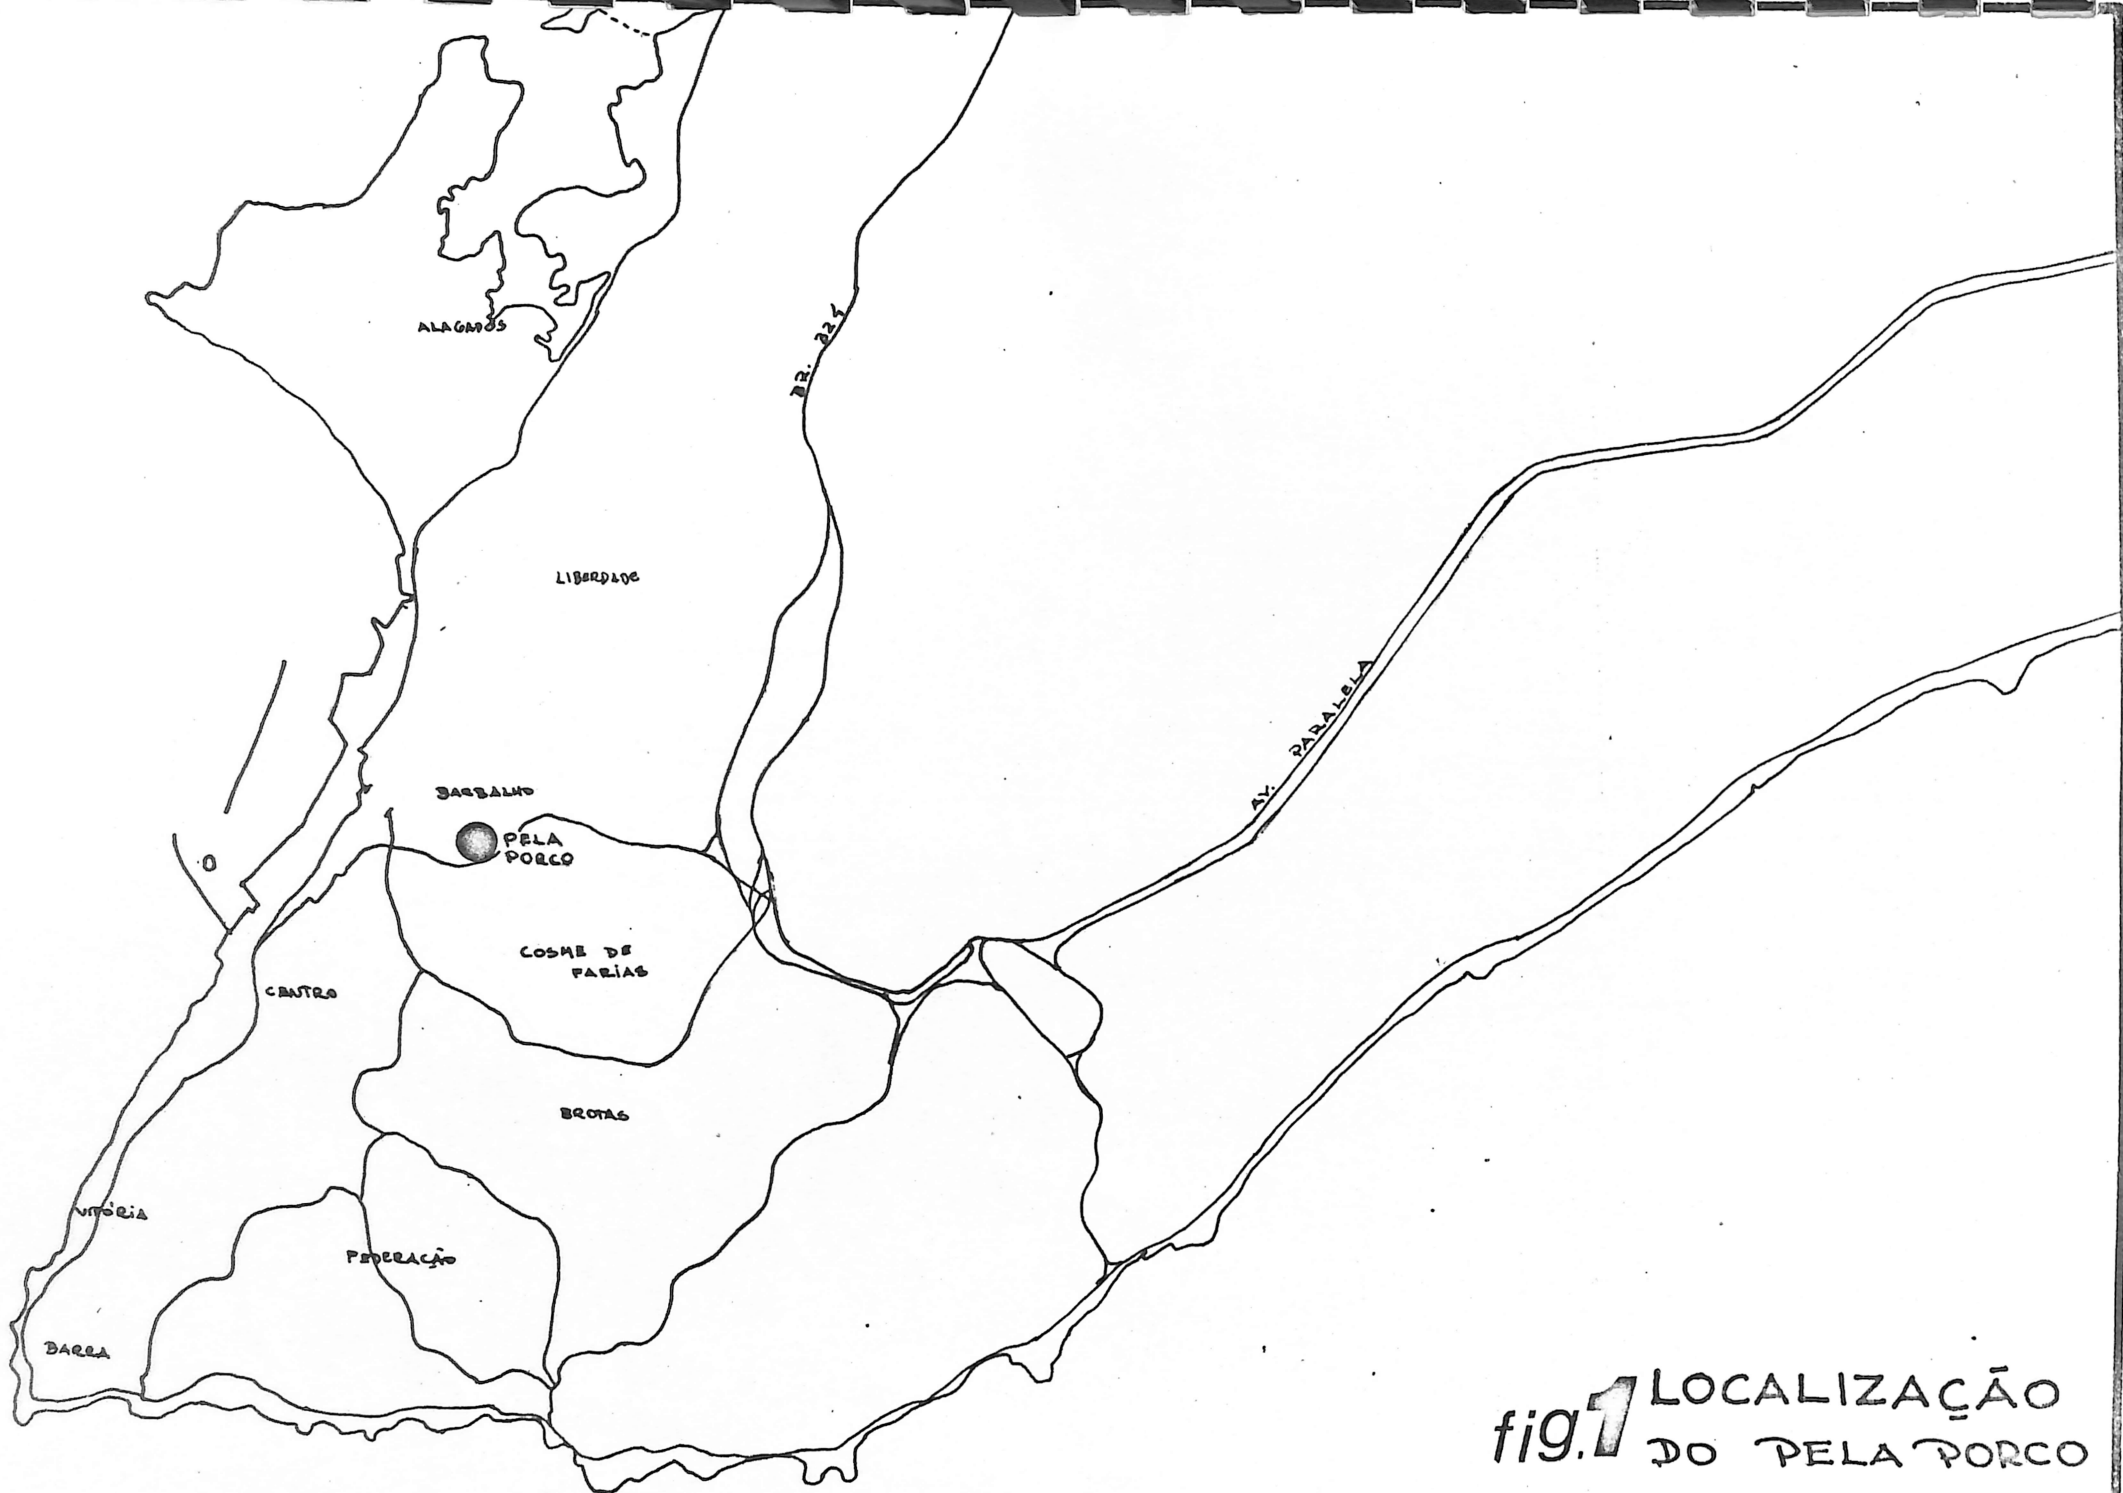 ALAGADOS
BR. 324
LIBERDADE
AV. PARALELA
BARBALHO
PELA
PORCO
COSME DE
FARIAS
CENTRO
BROTAS
VITÓRIA
FEDERAÇÃO
BARRA
fig.1 LOCALIZAÇÃO
DO PELA PORCO